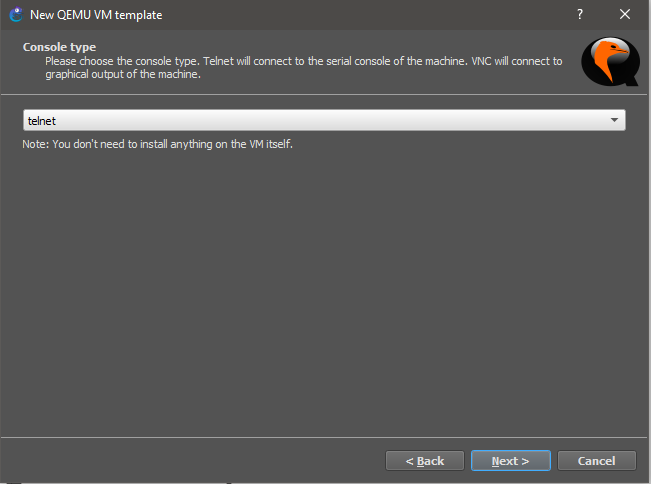 New QEMU VM template
?
Console type
Please choose the console type. Telnet will connect to the serial console of the machine. VNC will connect to
graphical output of the machine.
telnet
Note: You don't need to install anything on the VM itself.
< Back
Next >
Cancel